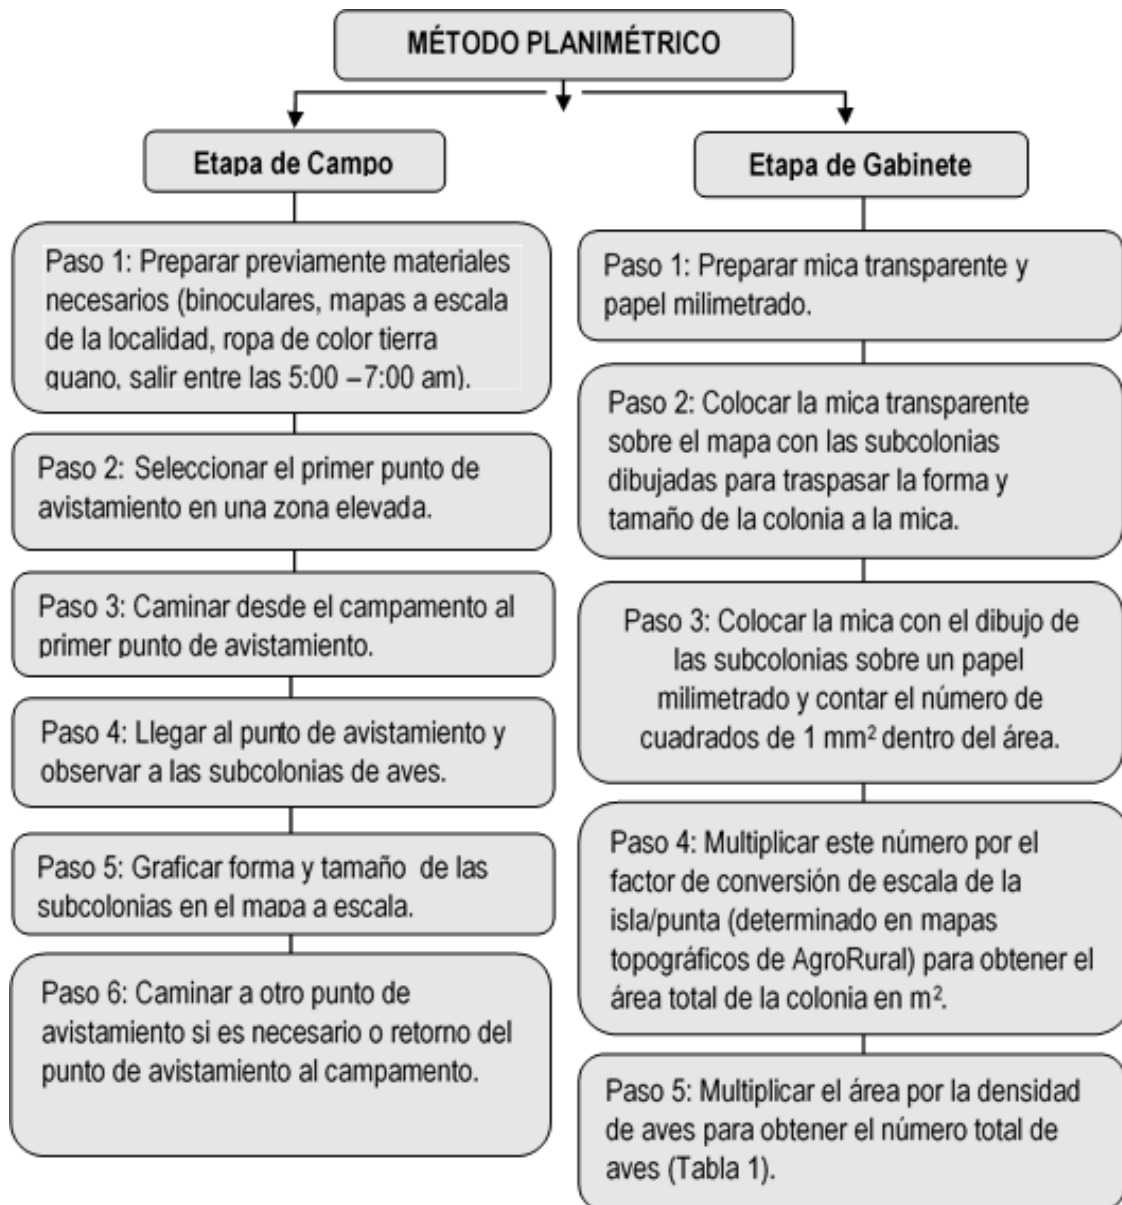 MÉTODO PLANIMÉTRICO
Etapa de Campo
Paso 1: Preparar previamente materiales
necesarios (binoculares, mapas a escala
de la localidad, ropa de color tierra
guano, salir entre las 5:00 – 7:00 am).
Paso 2: Seleccionar el primer punto de
avistamiento en una zona elevada.
Paso 3: Caminar desde el campamento al
primer punto de avistamiento.
Paso 4: Llegar al punto de avistamiento y
observar a las subcolonias de aves.
Paso 5: Graficar forma y tamaño de las
subcolonias en el mapa a escala.
Paso 6: Caminar a otro punto de
avistamiento si es necesario o retorno del
punto de avistamiento al campamento.
Etapa de Gabinete
Paso 1: Preparar mica transparente y
papel milimetrado.
Paso 2: Colocar la mica transparente
sobre el mapa con las subcolonias
dibujadas para traspasar la forma y
tamaño de la colonia a la mica.
Paso 3: Colocar la mica con el dibujo de
las subcolonias sobre un papel
milimetrado y contar el número de
cuadrados de 1 mm² dentro del área.
Paso 4: Multiplicar este número por el
factor de conversión de escala de la
isla/punta (determinado en mapas
topográficos de AgroRural) para obtener el
área total de la colonia en m².
Paso 5: Multiplicar el área por la densidad
de aves para obtener el número total de
aves (Tabla 1).